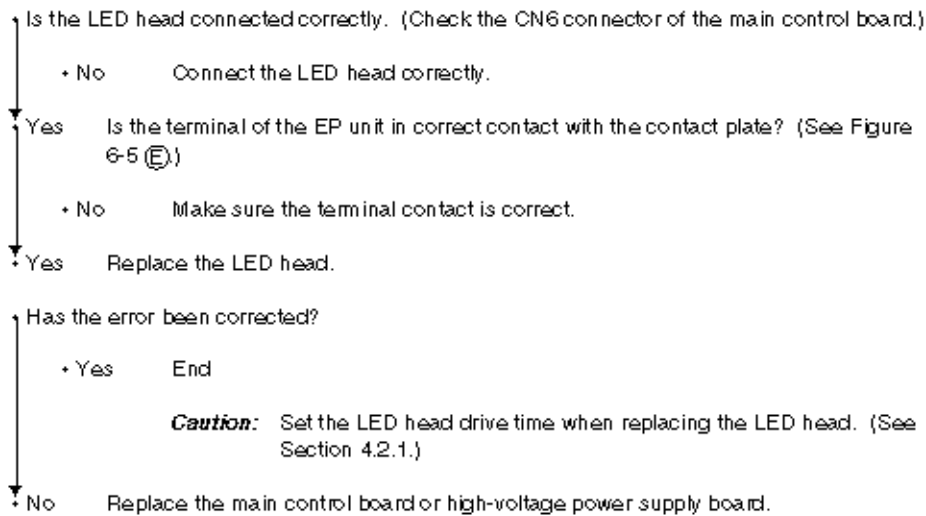 Is the LED head connected correctly. (Check the CN6 connector of the main control board.)
• No Connect the LED head correctly.
• Yes Is the terminal of the EP unit in correct contact with the contact plate? (See Figure
6-5 Ⓔ.)
• No Make sure the terminal contact is correct.
• Yes Replace the LED head.
• Has the error been corrected?
• Yes End
Caution: Set the LED head drive time when replacing the LED head. (See
Section 4.2.1.)
• No Replace the main control board or high-voltage power supply board.